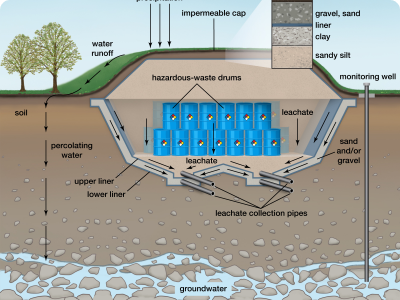 precipitation
impermeable cap
gravel, sand
liner
clay
sandy silt
water
runoff
hazardous-waste drums
monitoring well
soil
leachate
percolating
water
sand
and/or
gravel
leachate
upper liner
lower liner
leachate collection pipes
groundwater